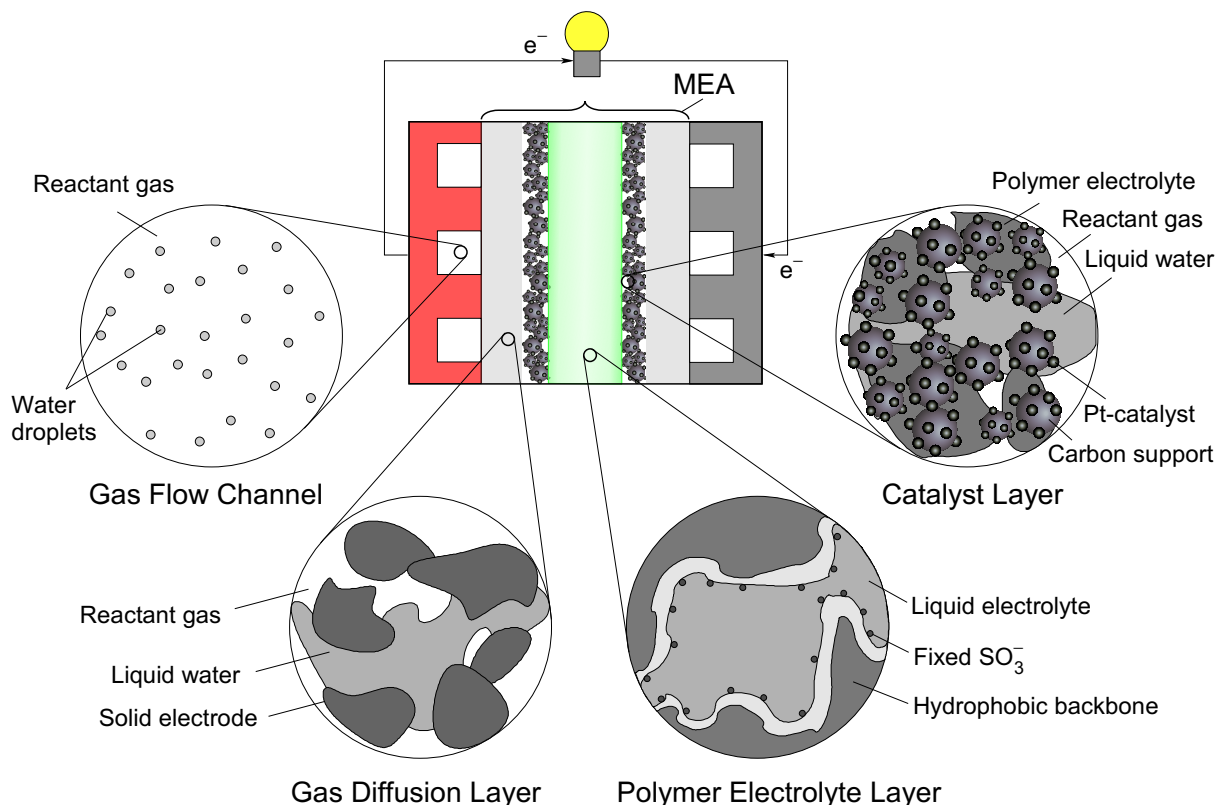 e⁻
MEA
Reactant gas
Water
droplets
Gas Flow Channel
e⁻
Polymer electrolyte
Reactant gas
Liquid water
Pt-catalyst
Carbon support
Catalyst Layer
Reactant gas
Liquid water
Solid electrode
Gas Diffusion Layer
Liquid electrolyte
Fixed SO₃⁻
Hydrophobic backbone
Polymer Electrolyte Layer